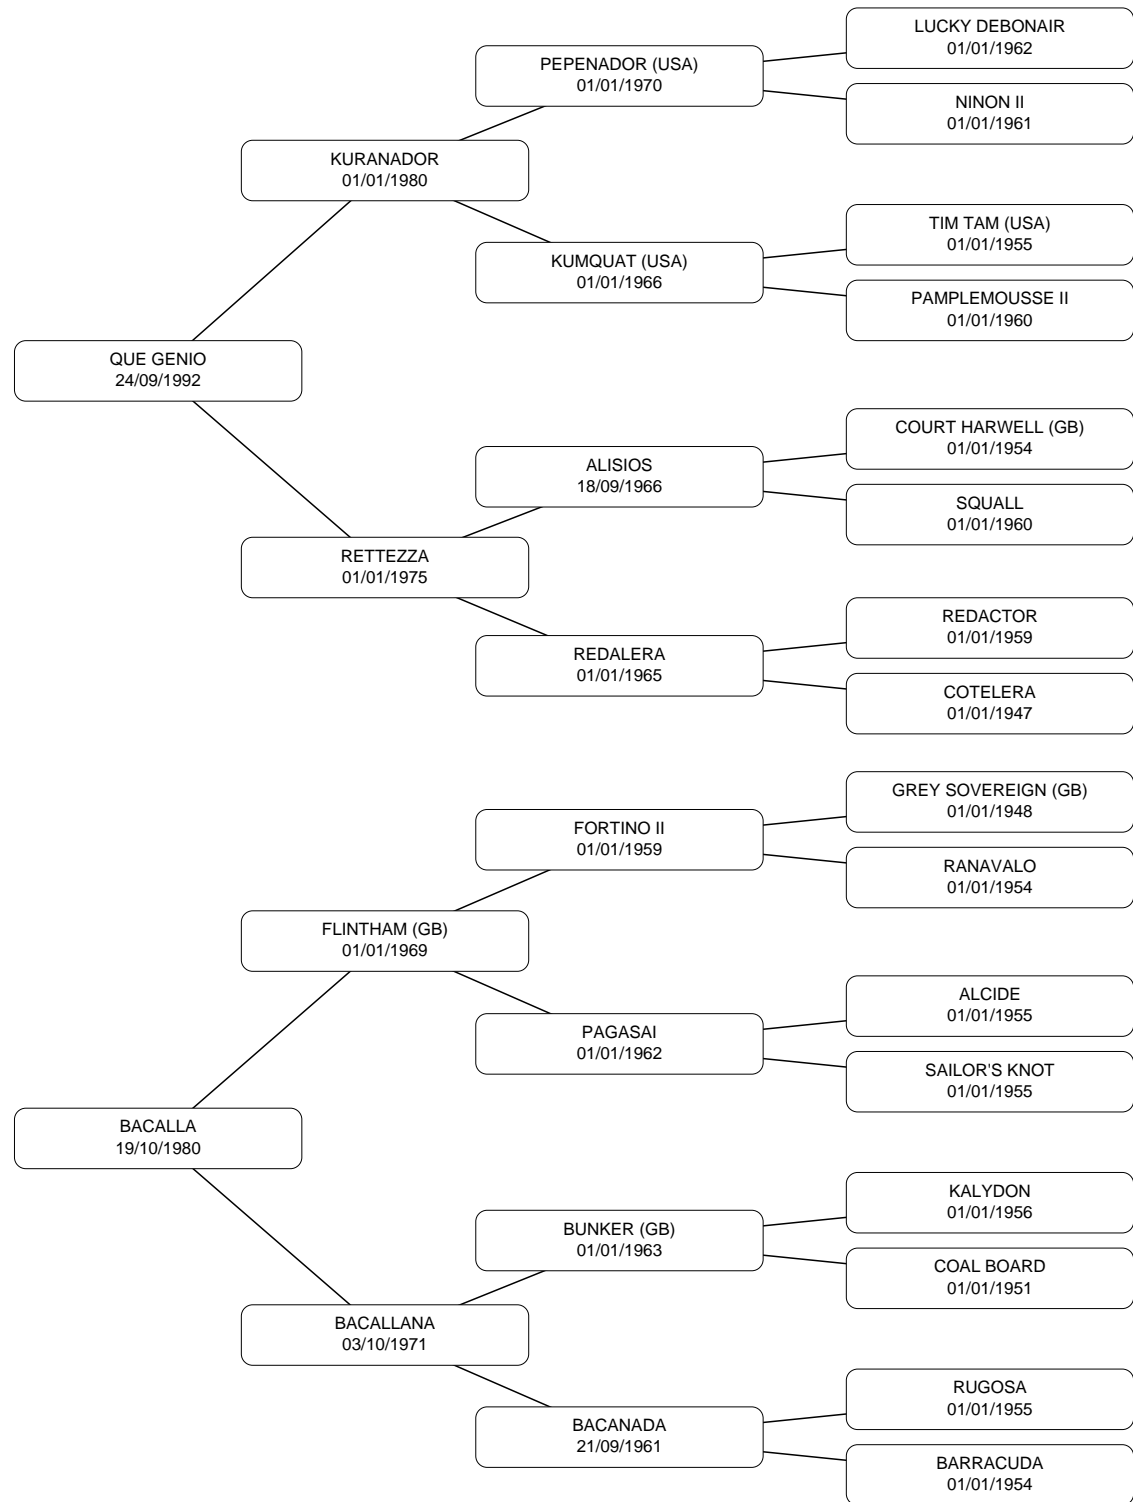 LUCKY DEBONAIR
01/01/1962
PEPENADOR (USA)
01/01/1970
NINON II
01/01/1961
KURANADOR
01/01/1980
TIM TAM (USA)
01/01/1955
KUMQUAT (USA)
01/01/1966
PAMPLEMOUSSE II
01/01/1960
QUE GENIO
24/09/1992
COURT HARWELL (GB)
01/01/1954
ALISIOS
18/09/1966
SQUALL
01/01/1960
RETTEZZA
01/01/1975
REDACTOR
01/01/1959
REDALERA
01/01/1965
COTELERA
01/01/1947
GREY SOVEREIGN (GB)
01/01/1948
FORTINO II
01/01/1959
RANAVALO
01/01/1954
FLINTHAM (GB)
01/01/1969
ALCIDE
01/01/1955
PAGASAI
01/01/1962
SAILOR'S KNOT
01/01/1955
BACALLA
19/10/1980
KALYDON
01/01/1956
BUNKER (GB)
01/01/1963
COAL BOARD
01/01/1951
BACALLANA
03/10/1971
RUGOSA
01/01/1955
BACANADA
21/09/1961
BARRACUDA
01/01/1954